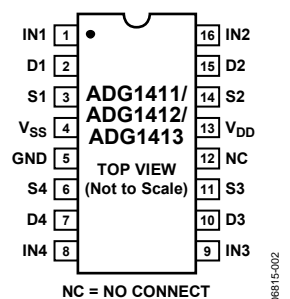 IN1 1 16 IN2
D1 2 15 D2
S1 3 ADG1411/ 14 S2
VSS 4 ADG1412/ 13 VDD
ADG1413
GND 5 TOP VIEW 12 NC
S4 6 (Not to Scale) 11 S3
D4 7 10 D3
IN4 8 9 IN3
NC = NO CONNECT
06815-002